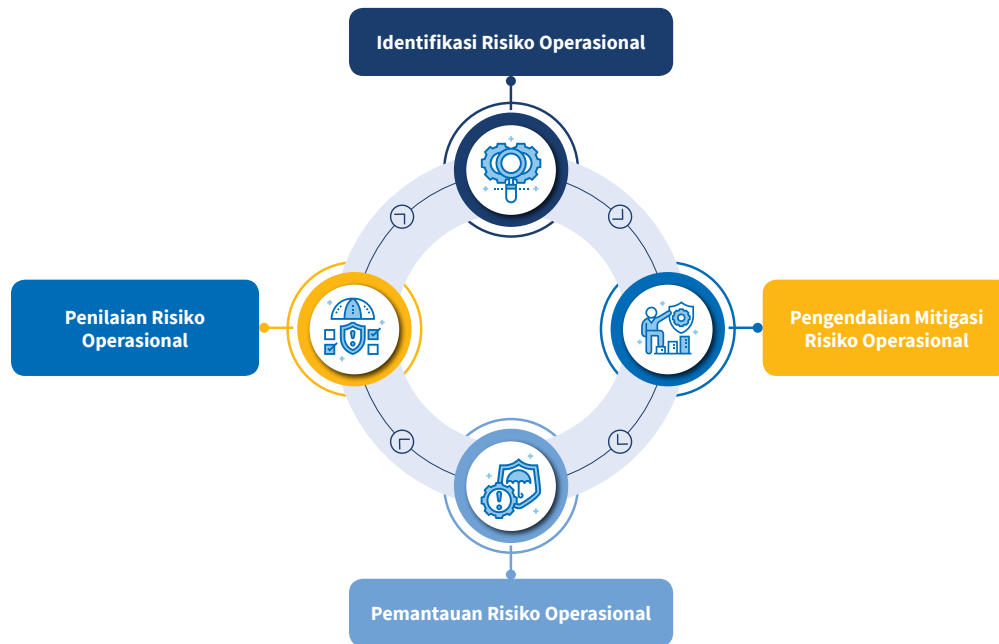 Identifikasi Risiko Operasional
Penilaian Risiko
Operasional
Pengendalian Mitigasi
Risiko Operasional
Pemantauan Risiko Operasional